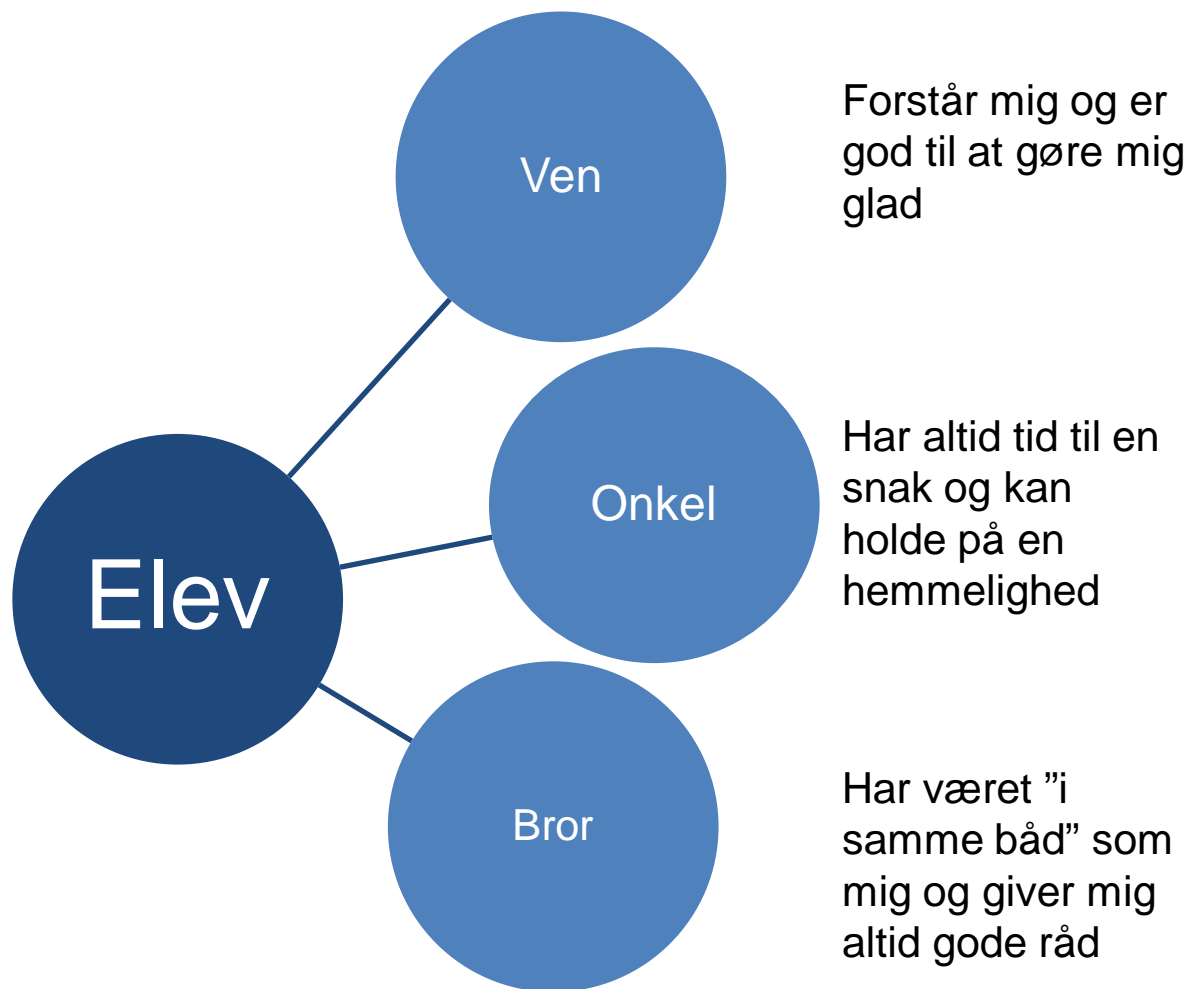 Ven
Forstår mig og er
god til at gøre mig
glad
Elev
Onkel
Har altid tid til en
snak og kan
holde på en
hemmelighed
Bror
Har været ”i
samme båd” som
mig og giver mig
altid gode råd